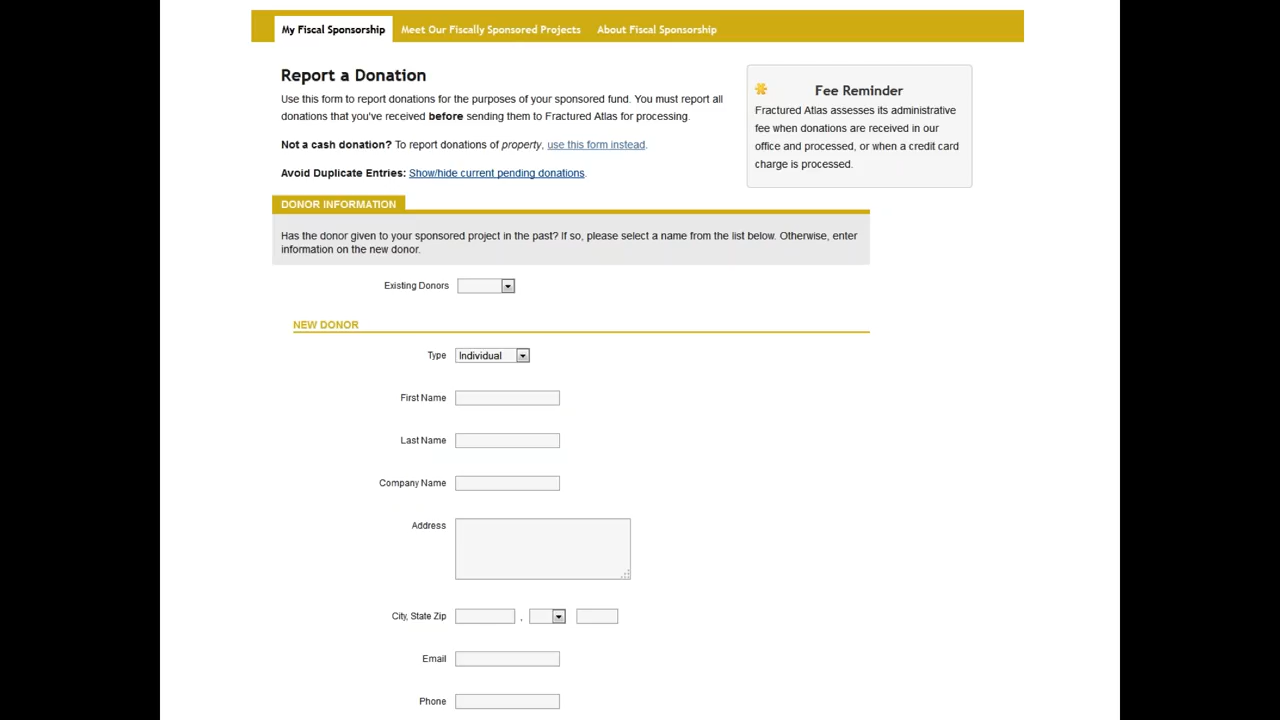 My Fiscal Sponsorship Meet Our Fiscally Sponsored Projects About Fiscal Sponsorship
Report a Donation
Use this form to report donations for the purposes of your sponsored fund. You must report all
donations that you've received before sending them to Fractured Atlas for processing.
Not a cash donation? To report donations of property, use this form instead.
Avoid Duplicate Entries: Show/hide current pending donations.
Fee Reminder
Fractured Atlas assesses its administrative
fee when donations are received in our
office and processed, or when a credit card
charge is processed.
DONOR INFORMATION
Has the donor given to your sponsored project in the past? If so, please select a name from the list below. Otherwise, enter
information on the new donor.
Existing Donors
NEW DONOR
Type Individual
First Name
Last Name
Company Name
Address
City, State Zip ,
Email
Phone